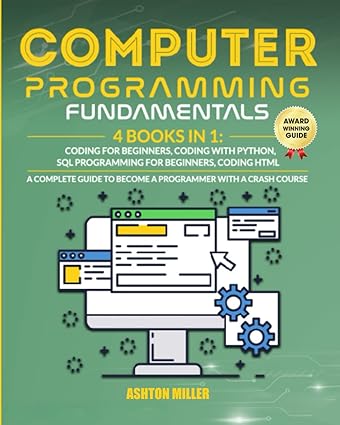 COMPUTER
PROGRAMMING
FUNDAMENTALS
4 BOOKS IN 1:
CODING FOR BEGINNERS, CODING WITH PYTHON,
SQL PROGRAMMING FOR BEGINNERS, CODING HTML
A COMPLETE GUIDE TO BECOME A PROGRAMMER WITH A CRASH COURSE
AWARD
WINNING
GUIDE
ASHTON MILLER